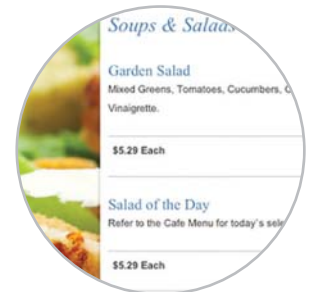 Soups & Salads
Garden Salad
Mixed Greens, Tomatoes, Cucumbers,
Vinaigrette.
$5.29 Each
Salad of the Day
Refer to the Cafe Menu for today`s
$5.29 Each